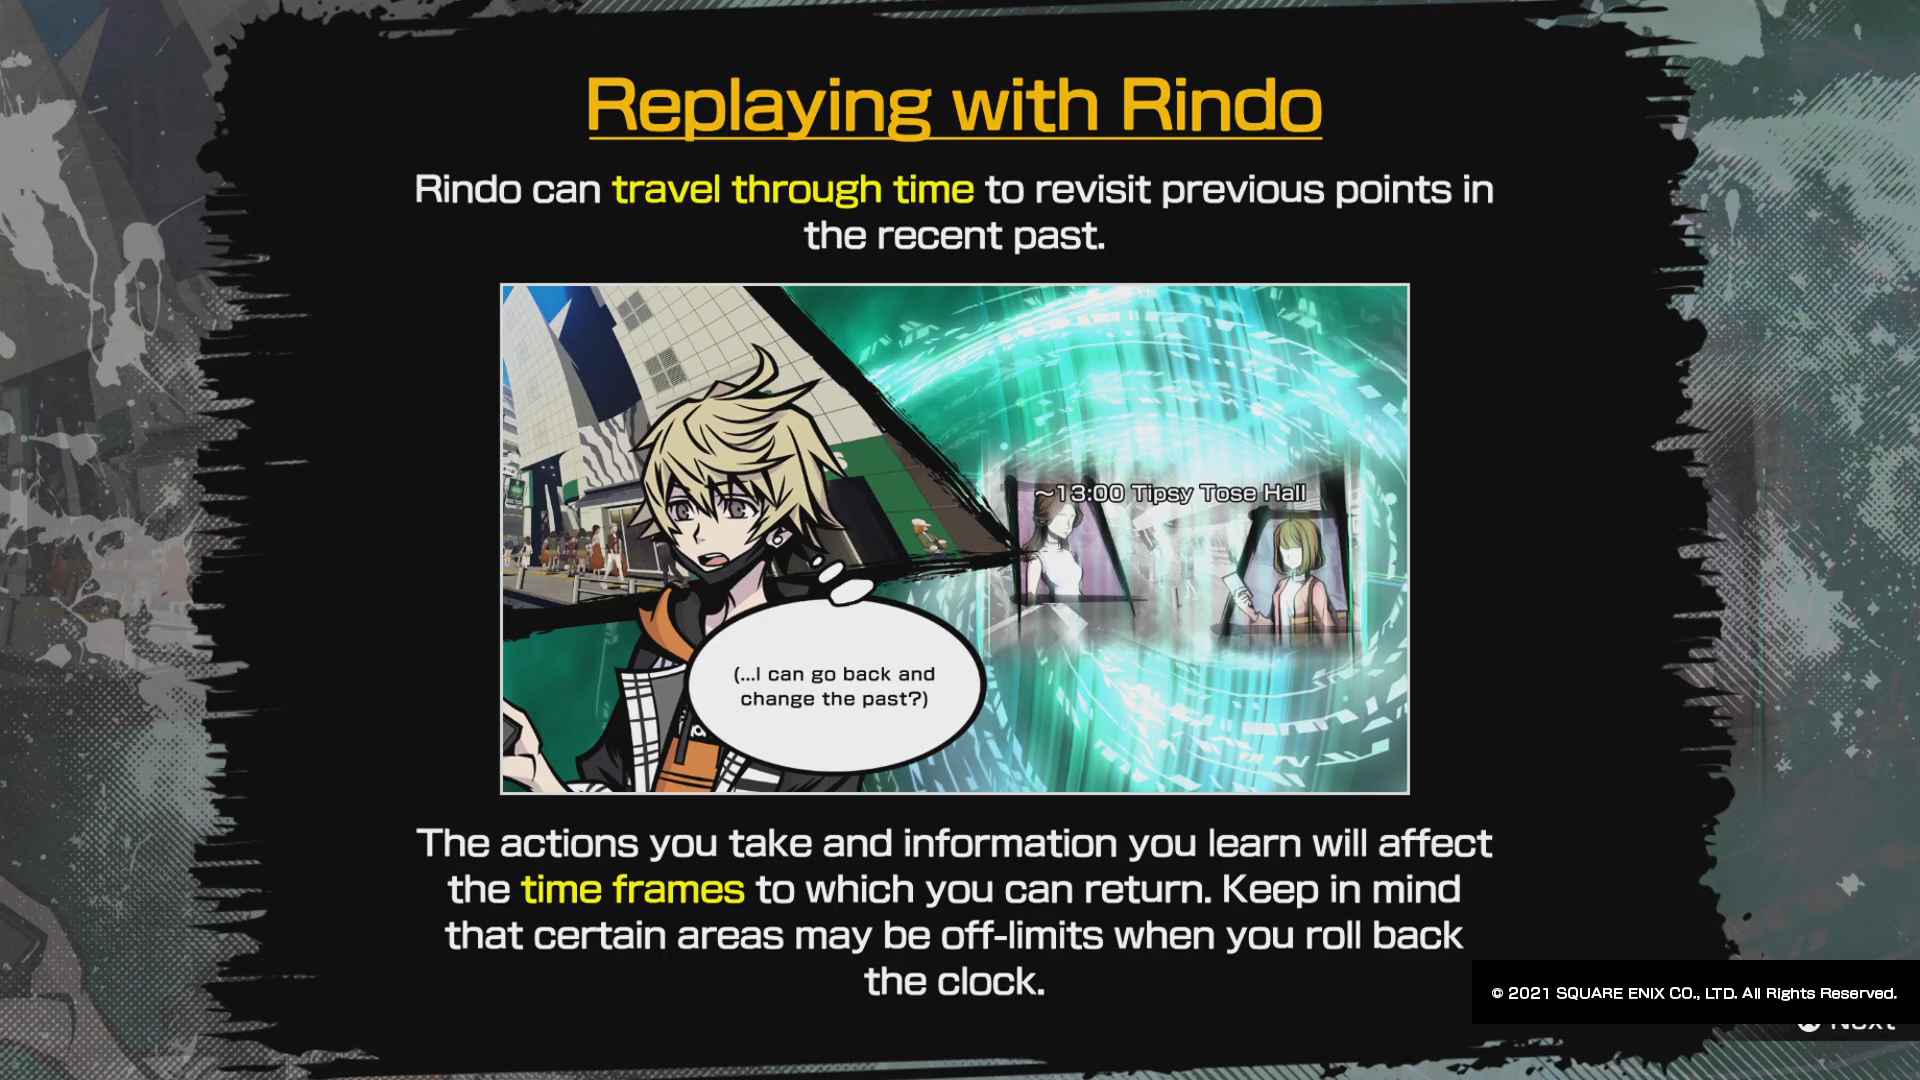 Replaying with Rindo
Rindo can travel through time to revisit previous points in
the recent past.
~13:00 Tipsy Tose Hall
(...I can go back and
change the past?)
The actions you take and information you learn will affect
the time frames to which you can return. Keep in mind
that certain areas may be off-limits when you roll back
the clock.
© 2021 SQUARE ENIX CO., LTD. All Rights Reserved.
Next